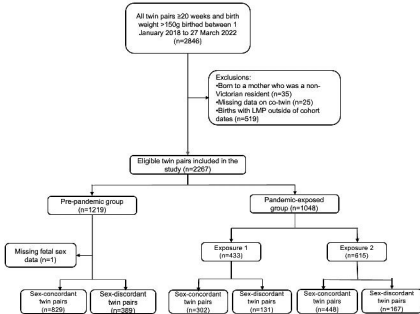 All twin pairs ≥20 weeks and birth
weight >150g birthed between 1
January 2018 to 27 March 2022
(n=2846)
Exclusions:
•Born to a mother who was a non-
Victorian resident (n=35)
•Missing data on co-twin (n=25)
•Births with LMP outside of cohort
dates (n=519)
Eligible twin pairs included in the
study (n=2267)
Pre-pandemic group
(n=1219)
Pandemic-exposed
group (n=1048)
Missing fetal sex
data (n=1)
Exposure 1
(n=433)
Exposure 2
(n=615)
Sex-concordant
twin pairs
(n=829)
Sex-discordant
twin pairs
(n=389)
Sex-concordant
twin pairs
(n=302)
Sex-discordant
twin pairs
(n=131)
Sex-concordant
twin pairs
(n=448)
Sex-discordant
twin pairs
(n=167)